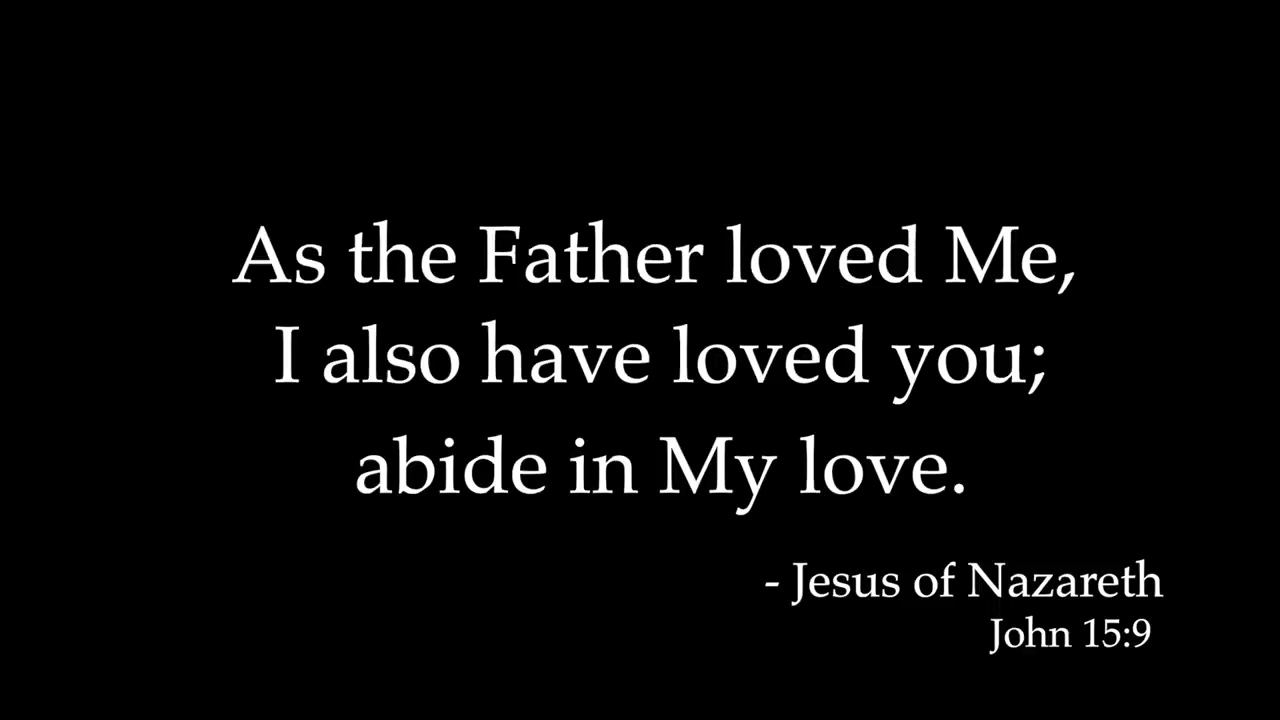 As the Father loved Me,
I also have loved you;
abide in My love.
- Jesus of Nazareth
John 15:9